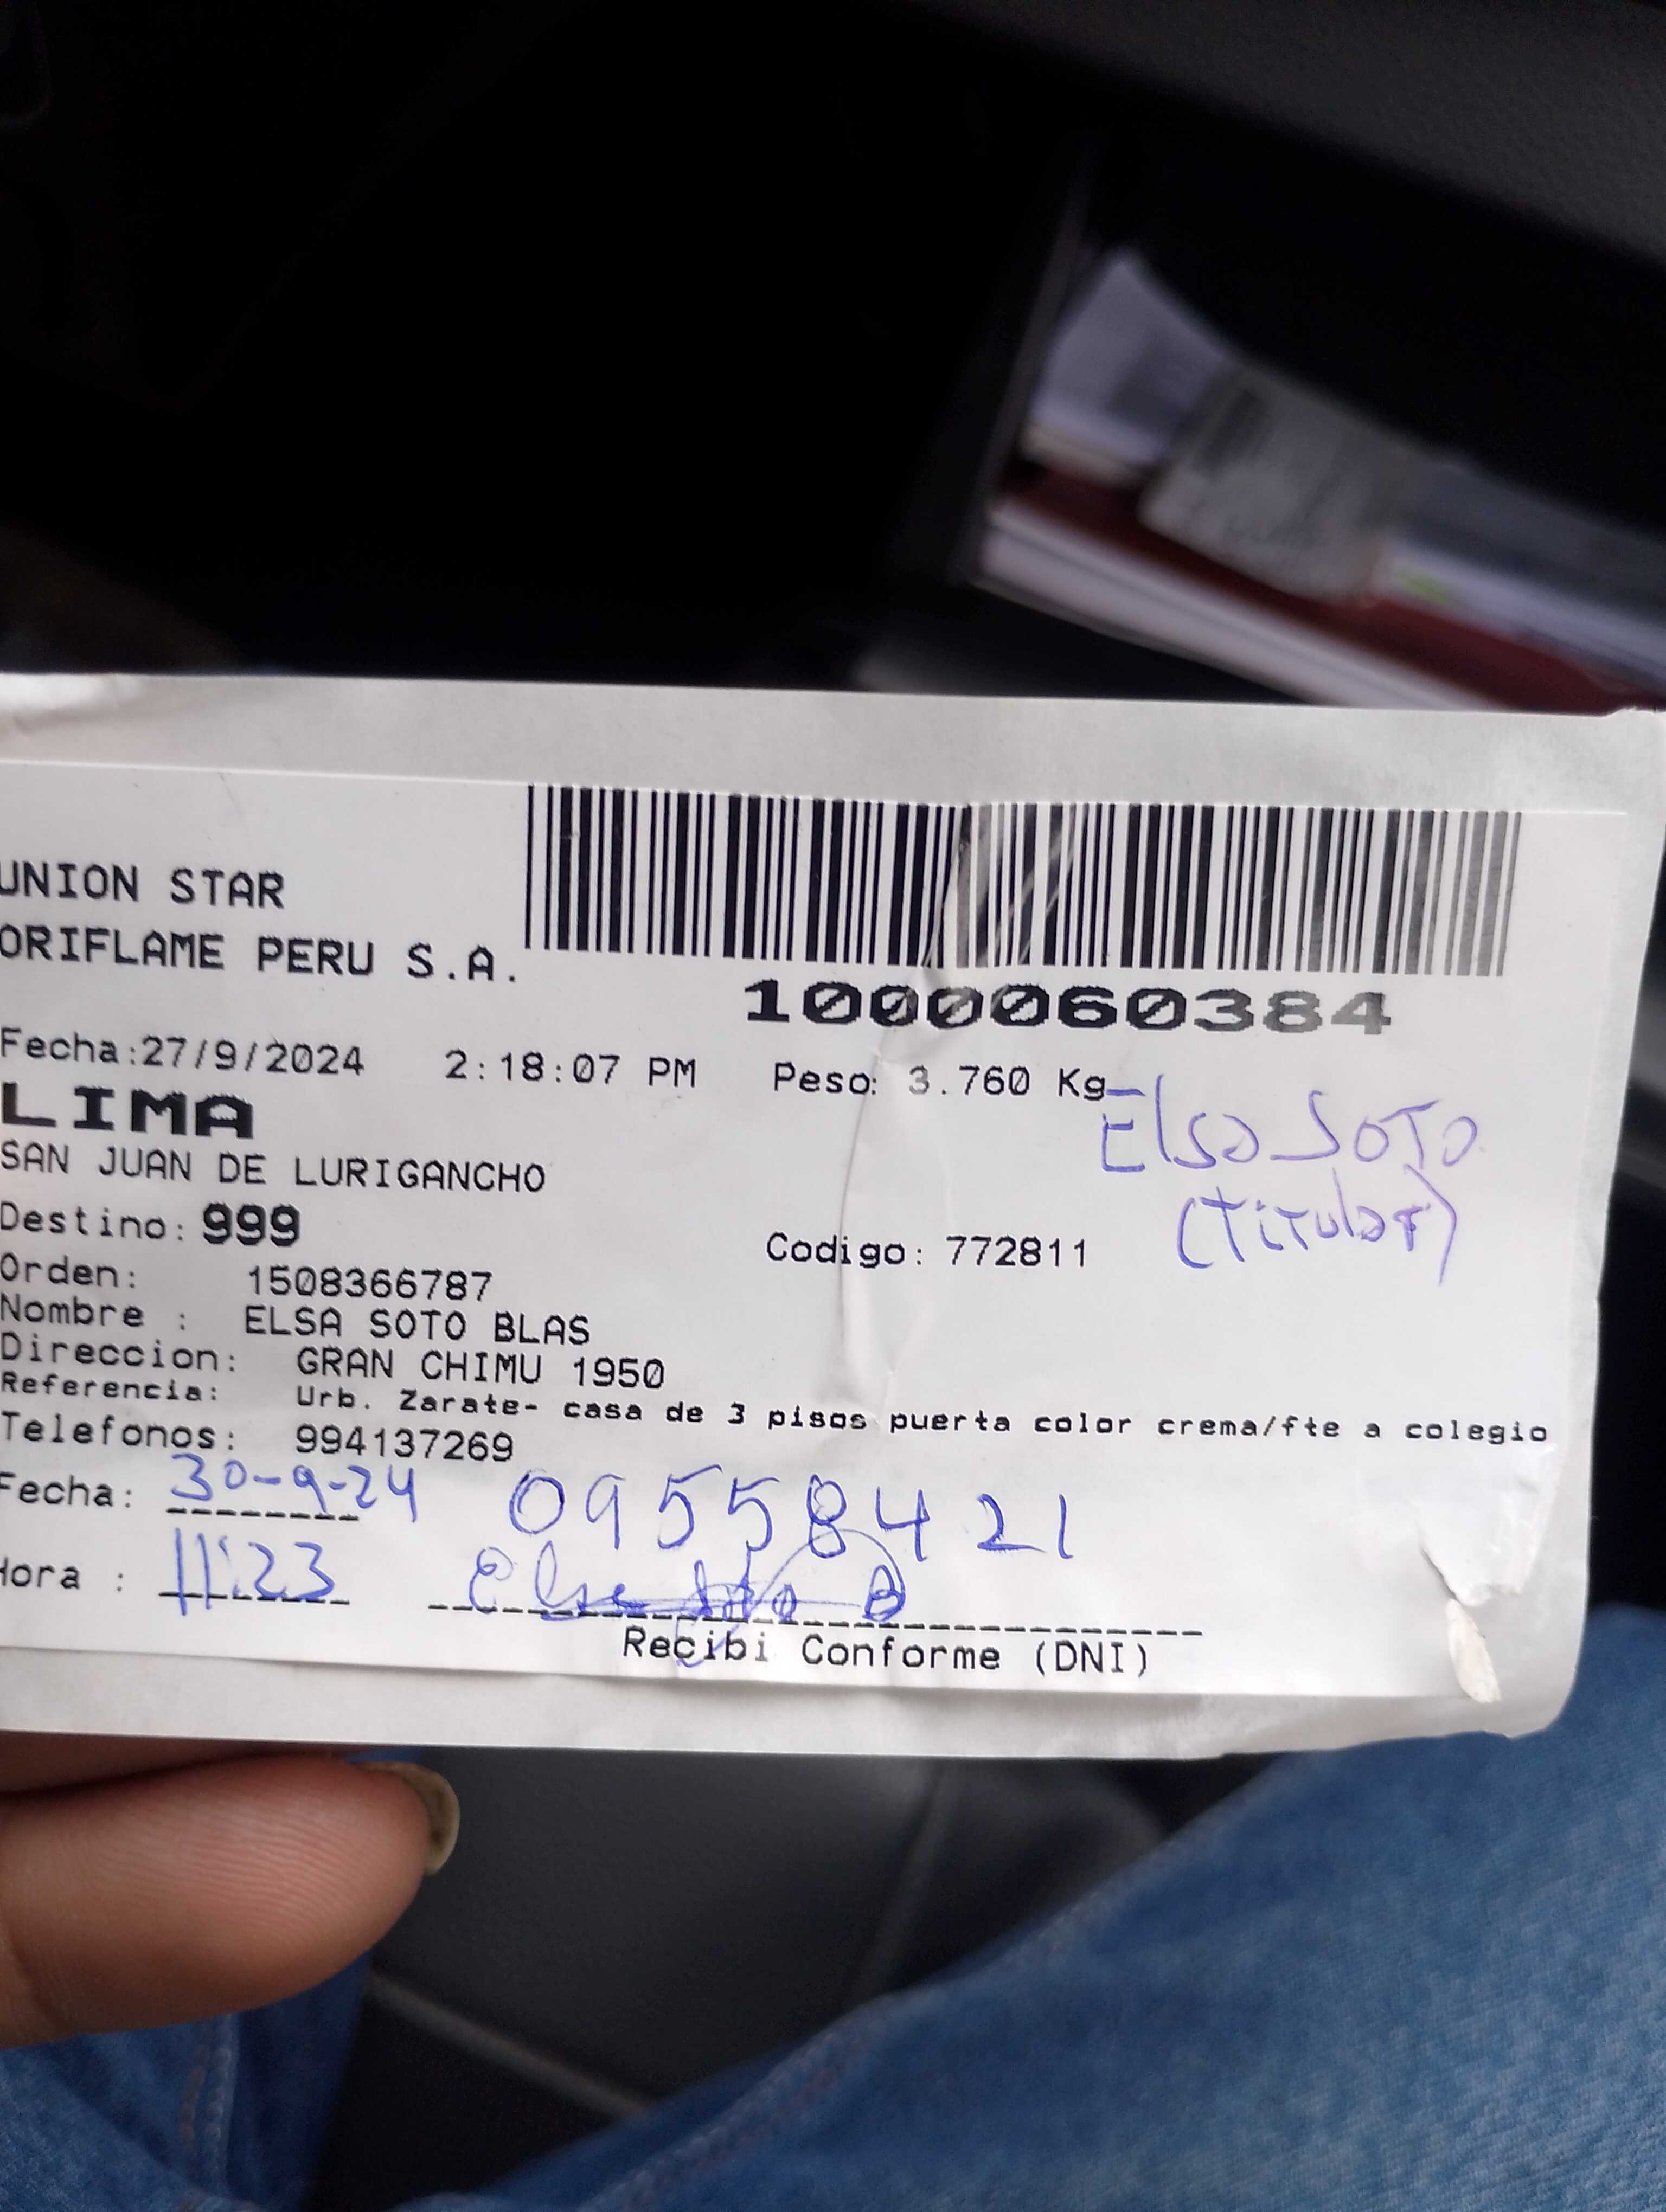 UNION STAR
ORIFLAME PERU S.A.
1000060384
Fecha:27/9/2024 2:18:07 PM Peso: 3.760 Kg
LIMA
Elsa Soto
SAN JUAN DE LURIGANCHO
(Titular)
Destino: 999
Codigo: 772811
Orden: 1508366787
Nombre : ELSA SOTO BLAS
Direccion: GRAN CHIMU 1950
Referencia: Urb. Zarate- casa de 3 pisos puerta color crema/fte a colegio
Telefonos: 994137269
Fecha: 30-9-24 09558421
Hora : 11:23 Elsa Soto B
Recibi Conforme (DNI)